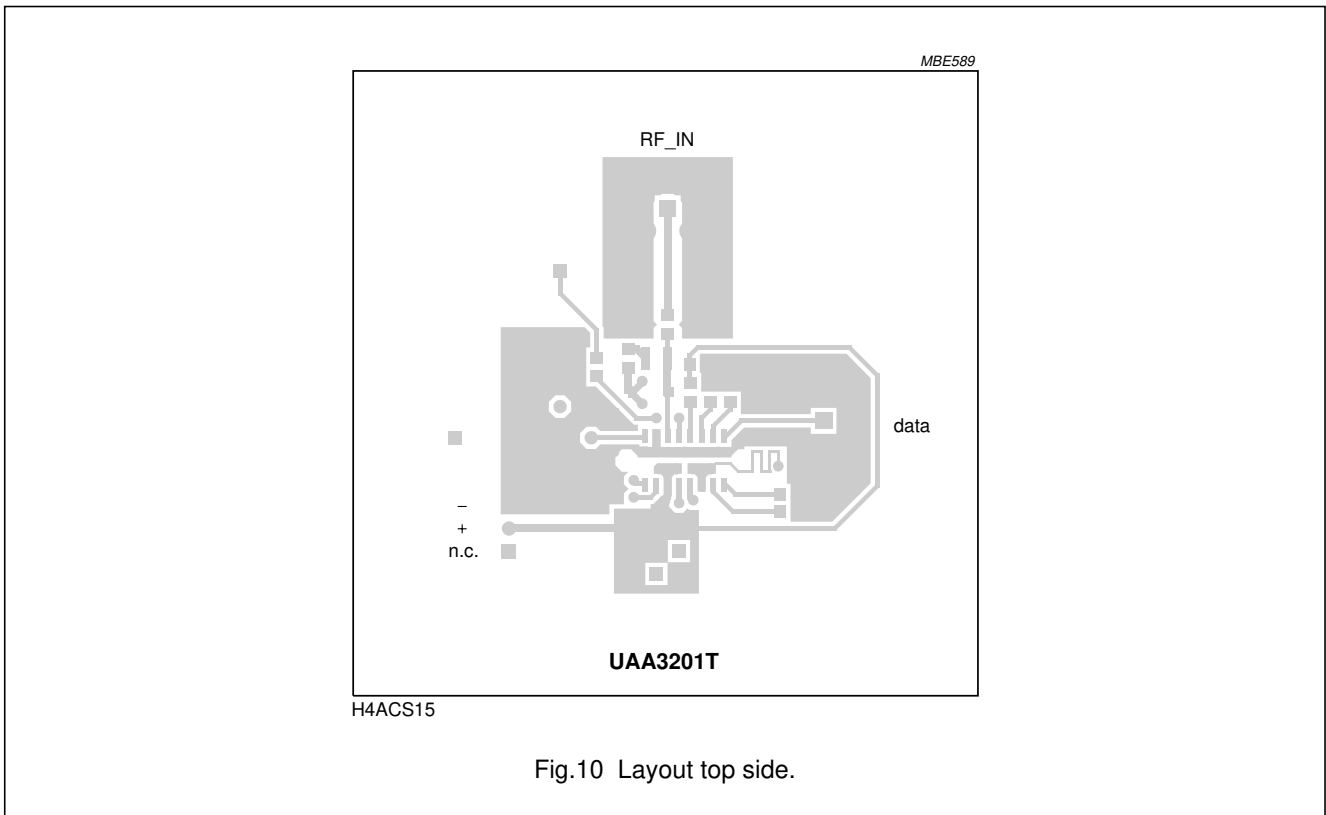 MBE589
RF_IN
data
–
+
n.c.
UAA3201T
H4ACS15
Fig.10 Layout top side.